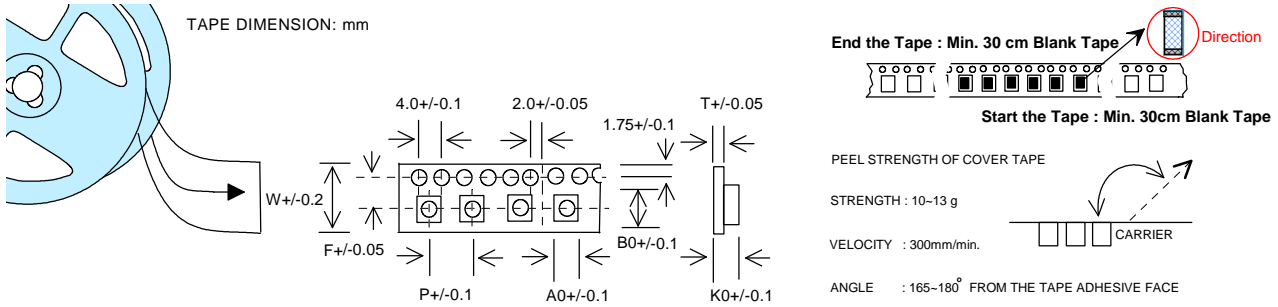 TAPE DIMENSION: mm
4.0+/-0.1
2.0+/-0.05
1.75+/-0.1
T+/-0.05
W+/-0.2
F+/-0.05
B0+/-0.1
P+/-0.1
A0+/-0.1
K0+/-0.1
End the Tape : Min. 30 cm Blank Tape
Direction
Start the Tape : Min. 30cm Blank Tape
PEEL STRENGTH OF COVER TAPE
STRENGTH : 10~13 g
VELOCITY : 300mm/min.
CARRIER
ANGLE : 165~180° FROM THE TAPE ADHESIVE FACE